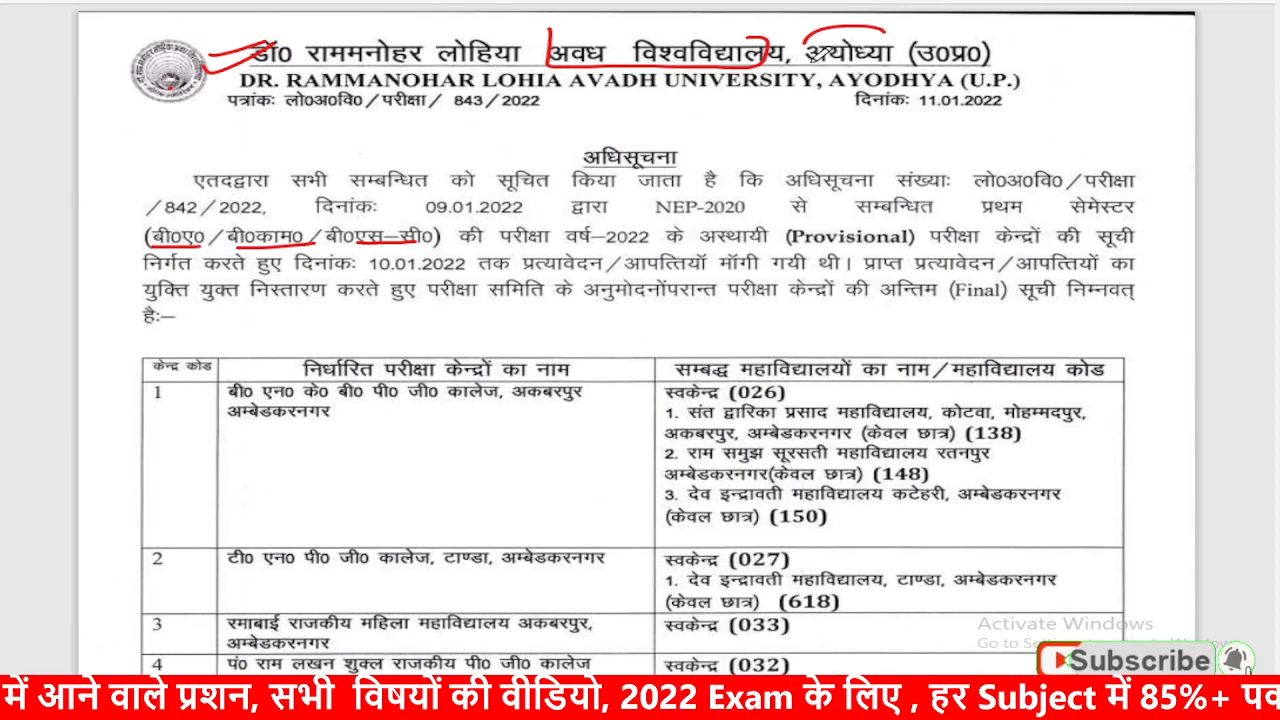 डॉ0 राममनोहर लोहिया अवध विश्वविद्यालय, अयोध्या (उ0प्र0)
DR. RAMMANOHAR LOHIA AVADH UNIVERSITY, AYODHYA (U.P.)
पत्रांकः लो0अ0वि0/परीक्षा/ 843/2022 दिनांकः 11.01.2022
अधिसूचना
एतदद्वारा सभी सम्बन्धित को सूचित किया जाता है कि अधिसूचना संख्याः लो0अ0वि0/परीक्षा
/842/2022, दिनांकः 09.01.2022 द्वारा NEP-2020 से सम्बन्धित प्रथम सेमेस्टर
(बी0ए0/बी0काम0/बी0एस–सी0) की परीक्षा वर्ष–2022 के अस्थायी (Provisional) परीक्षा केन्द्रों की सूची
निर्गत करते हुए दिनांकः 10.01.2022 तक प्रत्यावेदन/आपत्तियॉ मॉगी गयी थी। प्राप्त प्रत्यावेदन/आपत्तियों का
युक्ति युक्त निस्तारण करते हुए परीक्षा समिति के अनुमोदनोंपरान्त परीक्षा केन्द्रों की अन्तिम (Final) सूची निम्नवत्
है:–
केन्द्र कोड निर्धारित परीक्षा केन्द्रों का नाम सम्बद्ध महाविद्यालयों का नाम/महाविद्यालय कोड
1 बी0 एन0 के0 बी0 पी0 जी0 कालेज, अकबरपुर स्वकेन्द्र (026)
अम्बेडकरनगर 1. संत द्वारिका प्रसाद महाविद्यालय, कोटवा, मोहम्मदपुर,
अकबरपुर, अम्बेडकरनगर (केवल छात्र) (138)
2. राम समुझ सूरसती महाविद्यालय रतनपुर
अम्बेडकरनगर(केवल छात्र) (148)
3. देव इन्द्रावती महाविद्यालय कटेहरी, अम्बेडकरनगर
(केवल छात्र) (150)
2 टी0 एन0 पी0 जी0 कालेज, टाण्डा, अम्बेडकरनगर स्वकेन्द्र (027)
1. देव इन्द्रावती महाविद्यालय, टाण्डा, अम्बेडकरनगर
(केवल छात्र) (618)
3 रमाबाई राजकीय महिला महाविद्यालय अकबरपुर, स्वकेन्द्र (033)
अम्बेडकरनगर
4 पं0 राम लखन शुक्ल राजकीय पी0 जी0 कालेज स्वकेन्द्र (032)
Activate Windows
Go to
Subscribe
में आने वाले प्रशन, सभी विषयों की वीडियो, 2022 Exam के लिए , हर Subject में 85%+